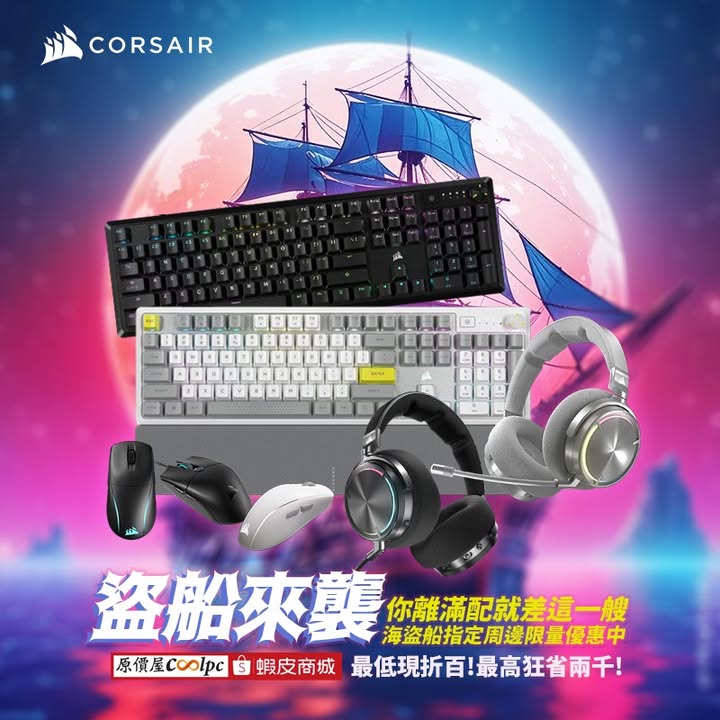 CORSAIR
盜船來襲
你離滿配就差這一艘
海盜船指定周邊限量優惠中
原價屋coolpc
蝦皮商城
最低現折百!最高狂省兩千!